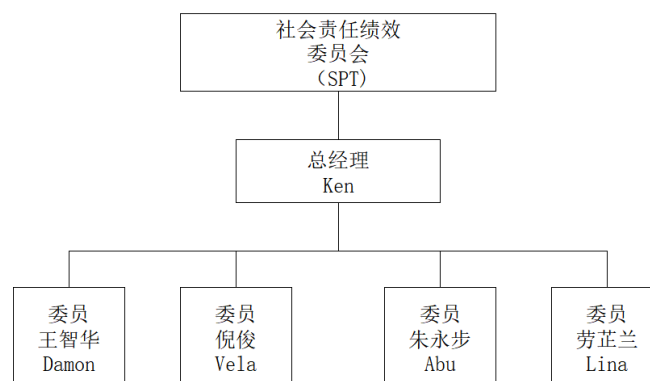 社会责任绩效
委员会
（SPT）
总经理
Ken
委员
王智华
Damon
委员
倪俊
Vela
委员
朱永步
Abu
委员
劳芷兰
Lina